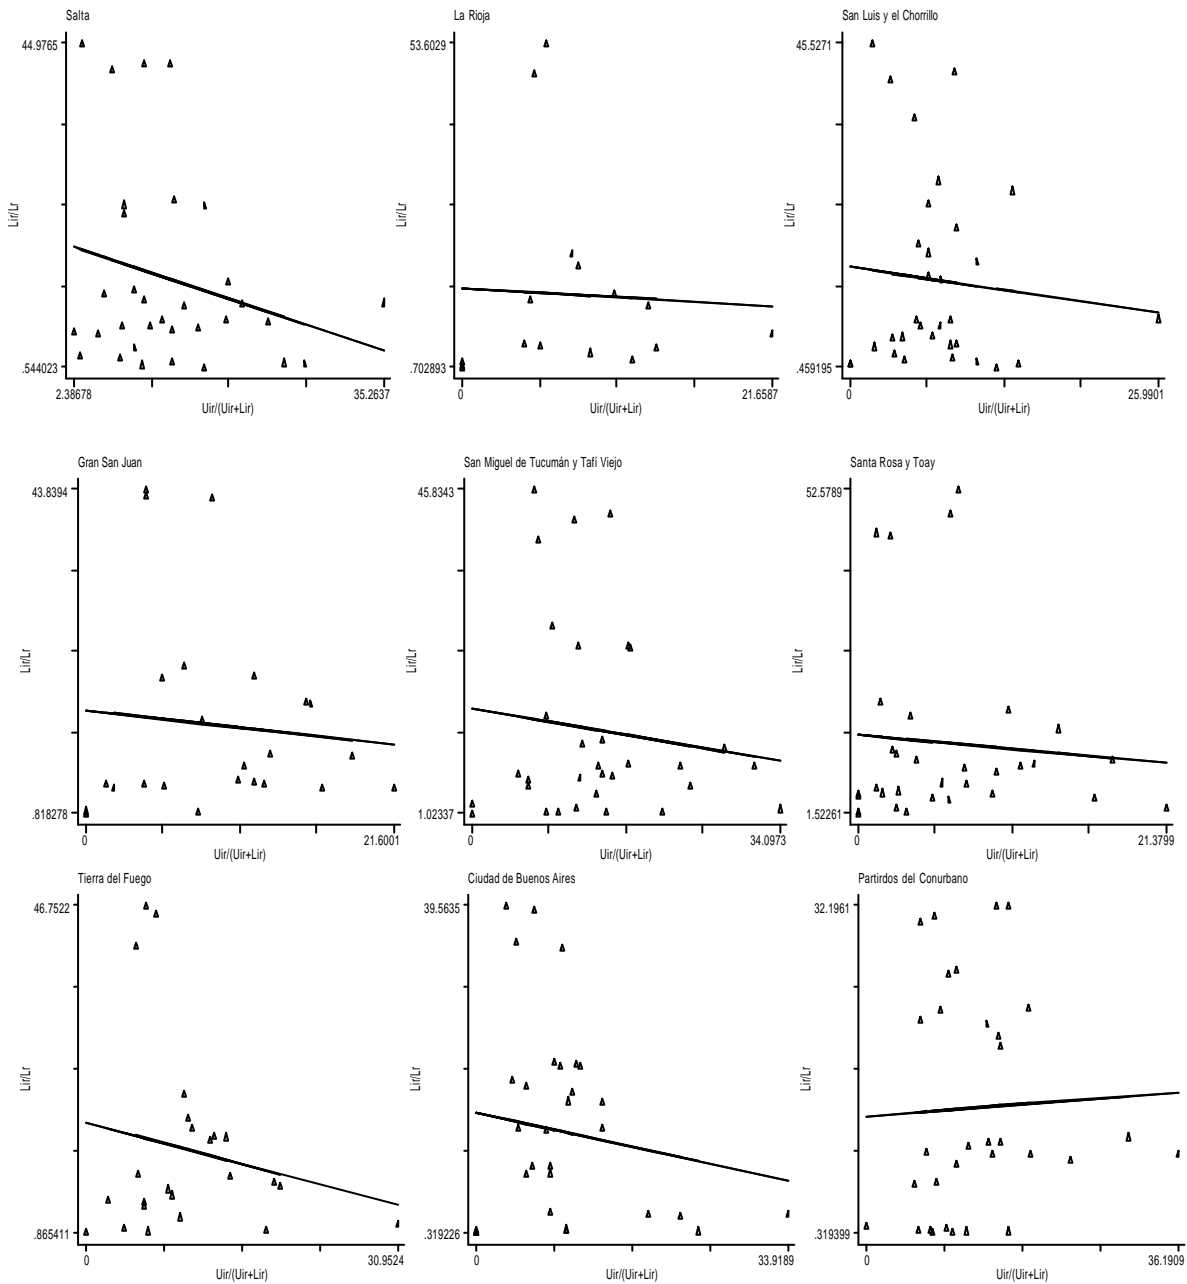 Salta
44.9765
Lir/Lr
.544023
2.38678
35.2637
Uir/(Uir+Lir)
La Rioja
53.6029
Lir/Lr
.702893
0
21.6587
Uir/(Uir+Lir)
San Luis y el Chorrillo
45.5271
Lir/Lr
.459195
0
25.9901
Uir/(Uir+Lir)
Gran San Juan
43.8394
Lir/Lr
.818278
0
21.6001
Uir/(Uir+Lir)
San Miguel de Tucumán y Tafí Viejo
45.8343
Lir/Lr
1.02337
0
34.0973
Uir/(Uir+Lir)
Santa Rosa y Toay
52.5789
Lir/Lr
1.52261
0
21.3799
Uir/(Uir+Lir)
Tierra del Fuego
46.7522
Lir/Lr
.865411
0
30.9524
Uir/(Uir+Lir)
Ciudad de Buenos Aires
39.5635
Lir/Lr
.319226
0
33.9189
Uir/(Uir+Lir)
Partirdos del Conurbano
32.1961
Lir/Lr
.319399
0
36.1909
Uir/(Uir+Lir)